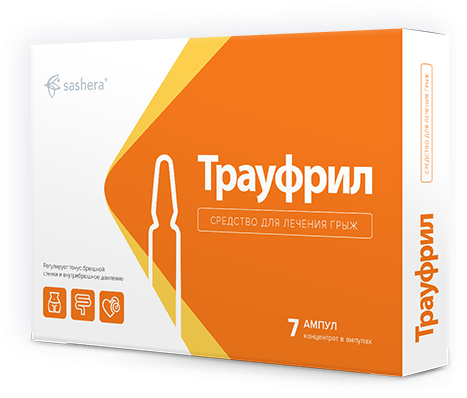 sashera®
Трауфрил
СРЕДСТВО ДЛЯ ЛЕЧЕНИЯ ГРЫЖ
Регулирует тонус брюшной
стенки и внутрибрюшное давление
7 АМПУЛ
концентрат в ампулах
Трауфрил
СРЕДСТВО ДЛЯ ЛЕЧЕНИЯ ГРЫЖ